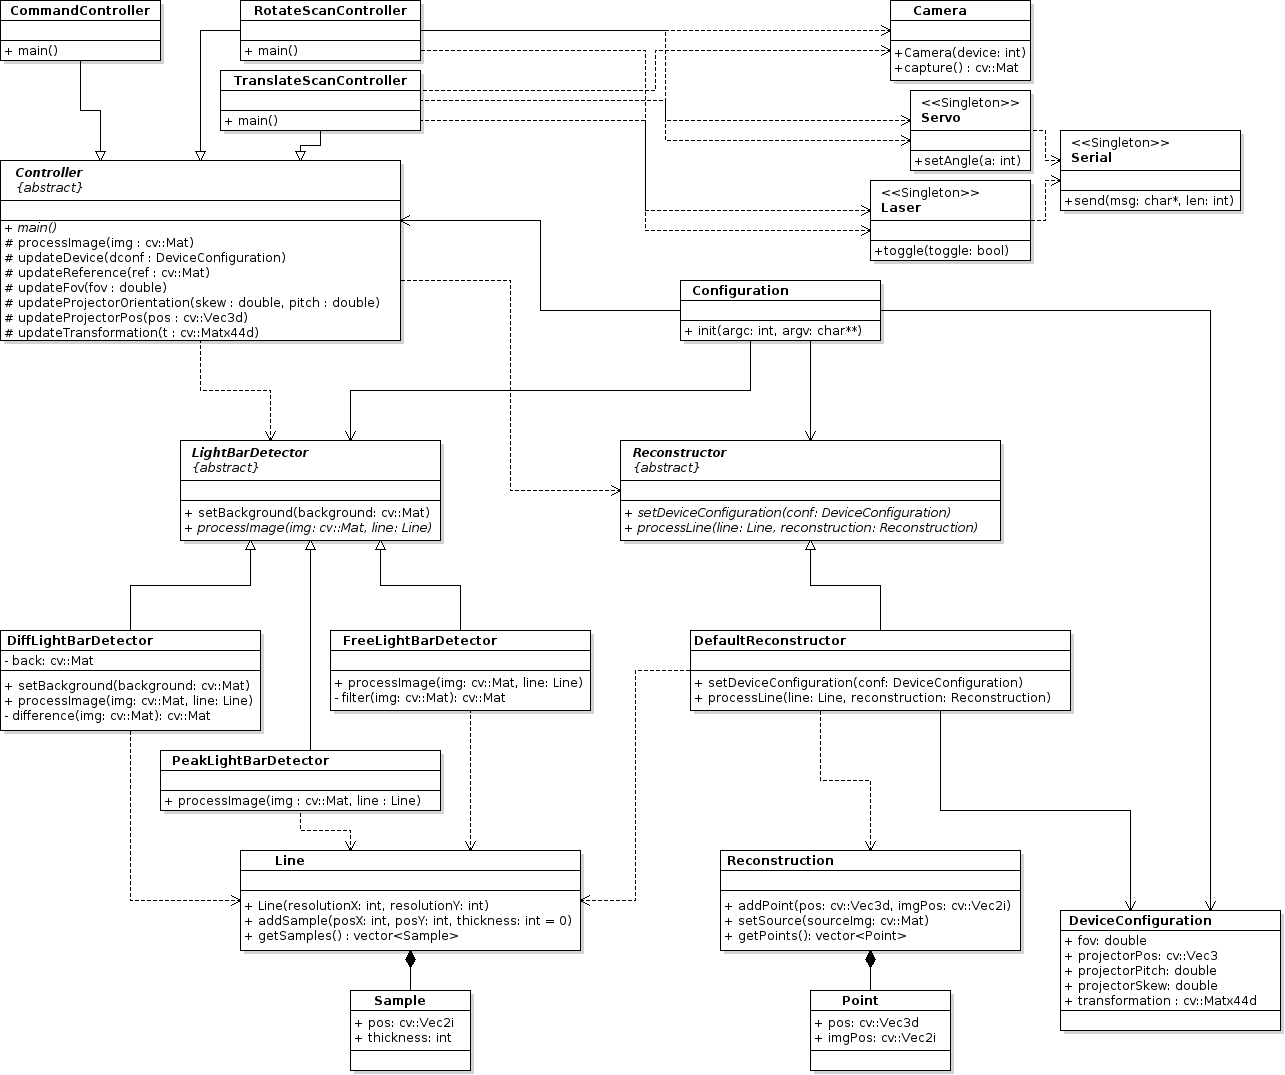 CommandController
+ main()
RotateScanController
+ main()
Camera
+Camera(device: int)
+capture() : cv::Mat
TranslateScanController
+ main()
<<Singleton>>
Servo
+setAngle(a: int)
<<Singleton>>
Serial
+send(msg: char*, len: int)
<<Singleton>>
Laser
+toggle(toggle: bool)
Controller
{abstract}
+ main()
# processImage(img : cv::Mat)
# updateDevice(dconf : DeviceConfiguration)
# updateReference(ref : cv::Mat)
# updateFov(fov : double)
# updateProjectorOrientation(skew : double, pitch : double)
# updateProjectorPos(pos : cv::Vec3d)
# updateTransformation(t : cv::Matx44d)
Configuration
+ init(argc: int, argv: char**)
LightBarDetector
{abstract}
+ setBackground(background: cv::Mat)
+ processImage(img: cv::Mat, line: Line)
Reconstructor
{abstract}
+ setDeviceConfiguration(conf: DeviceConfiguration)
+ processLine(line: Line, reconstruction: Reconstruction)
DiffLightBarDetector
- back: cv::Mat
+ setBackground(background: cv::Mat)
+ processImage(img: cv::Mat, line: Line)
- difference(img: cv::Mat): cv::Mat
FreeLightBarDetector
+ processImage(img: cv::Mat, line: Line)
- filter(img: cv::Mat): cv::Mat
DefaultReconstructor
+ setDeviceConfiguration(conf: DeviceConfiguration)
+ processLine(line: Line, reconstruction: Reconstruction)
PeakLightBarDetector
+ processImage(img : cv::Mat, line : Line)
Line
+ Line(resolutionX: int, resolutionY: int)
+ addSample(posX: int, posY: int, thickness: int = 0)
+ getSamples() : vector<Sample>
Reconstruction
+ addPoint(pos: cv::Vec3d, imgPos: cv::Vec2i)
+ setSource(sourceImg: cv::Mat)
+ getPoints(): vector<Point>
DeviceConfiguration
+ fov: double
+ projectorPos: cv::Vec3
+ projectorPitch: double
+ projectorSkew: double
+ transformation : cv::Matx44d
Sample
+ pos: cv::Vec2i
+ thickness: int
Point
+ pos: cv::Vec3d
+ imgPos: cv::Vec2i